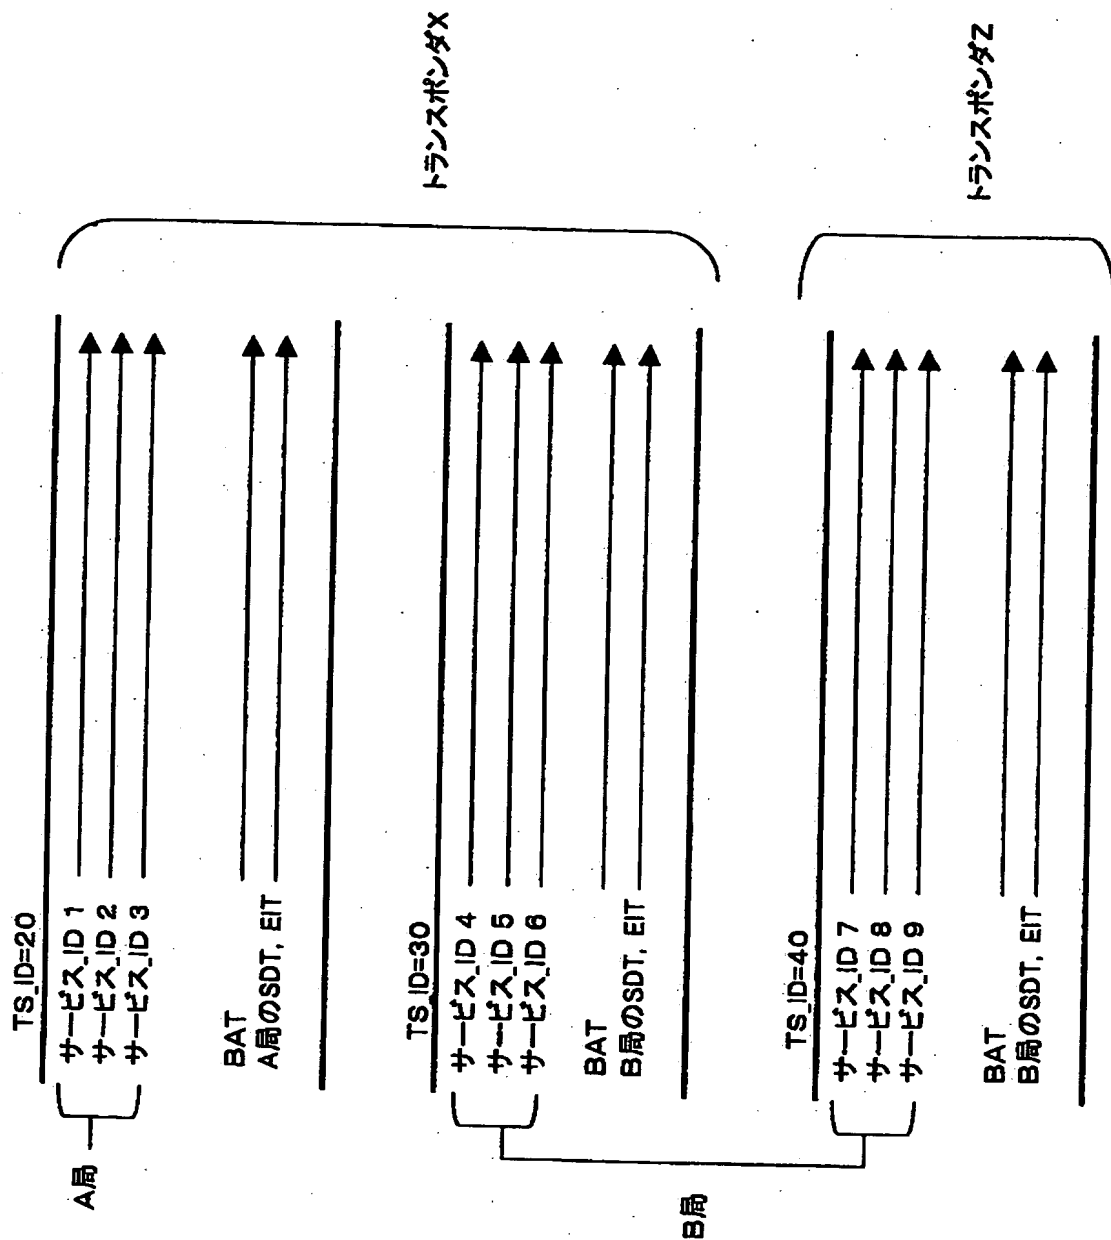 TS_ID=20
A局
サービス_ID 1
サービス_ID 2
サービス_ID 3
BAT
A局のSDT, EIT
TS_ID=30
サービス_ID 4
サービス_ID 5
サービス_ID 6
BAT
B局のSDT, EIT
トランスポンダX
B局
TS_ID=40
サービス_ID 7
サービス_ID 8
サービス_ID 9
BAT
B局のSDT, EIT
トランスポンダZ